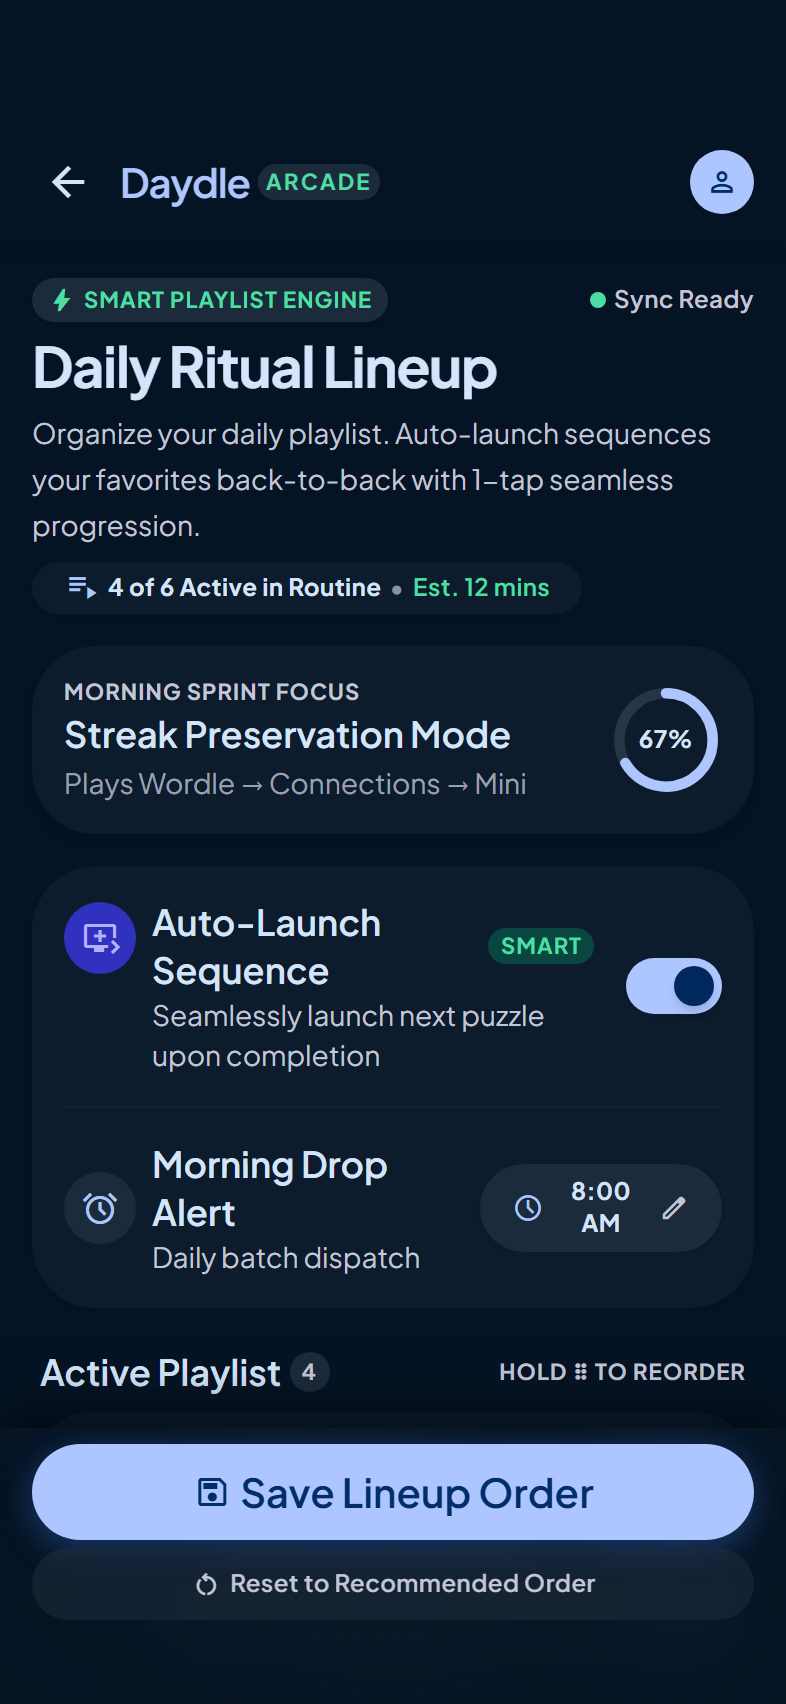 Daydle ARCADE
SMART PLAYLIST ENGINE
Sync Ready
Daily Ritual Lineup
Organize your daily playlist. Auto-launch sequences
your favorites back-to-back with 1-tap seamless
progression.
4 of 6 Active in Routine • Est. 12 mins
MORNING SPRINT FOCUS
Streak Preservation Mode
Plays Wordle → Connections → Mini
67%
Auto-Launch
Sequence
SMART
Seamlessly launch next puzzle
upon completion
Morning Drop
Alert
Daily batch dispatch
8:00
AM
Active Playlist 4
HOLD ⠿ TO REORDER
Save Lineup Order
Reset to Recommended Order